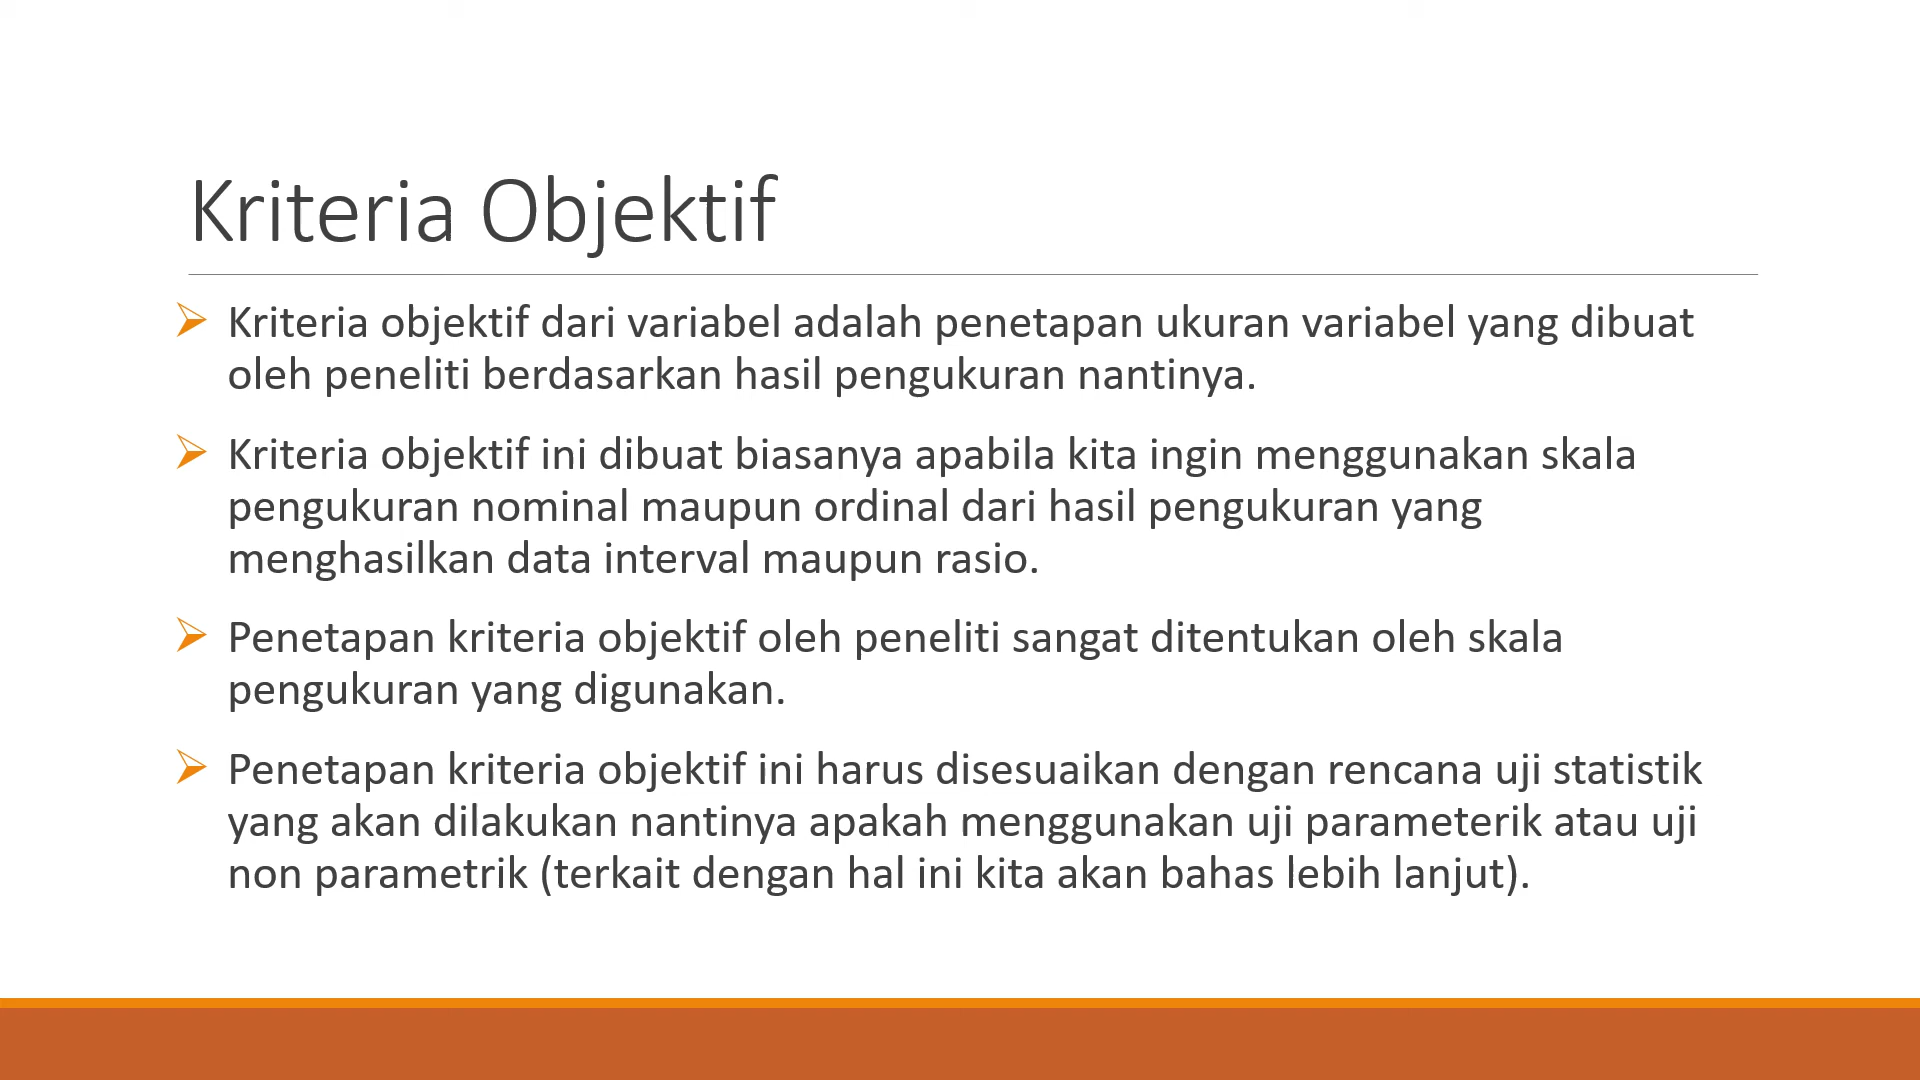 Kriteria Objektif
Kriteria objektif dari variabel adalah penetapan ukuran variabel yang dibuat
oleh peneliti berdasarkan hasil pengukuran nantinya.
Kriteria objektif ini dibuat biasanya apabila kita ingin menggunakan skala
pengukuran nominal maupun ordinal dari hasil pengukuran yang
menghasilkan data interval maupun rasio.
Penetapan kriteria objektif oleh peneliti sangat ditentukan oleh skala
pengukuran yang digunakan.
Penetapan kriteria objektif ini harus disesuaikan dengan rencana uji statistik
yang akan dilakukan nantinya apakah menggunakan uji parameterik atau uji
non parametrik (terkait dengan hal ini kita akan bahas lebih lanjut).